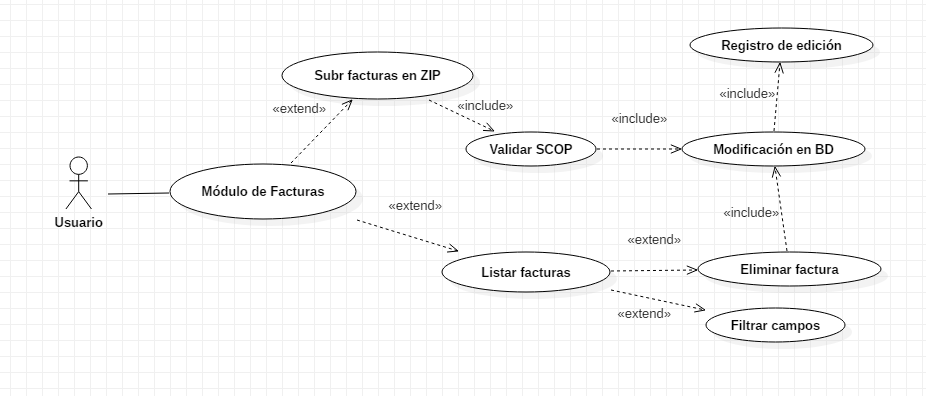 Registro de edición
Subr facturas en ZIP
«include»
«extend»
«include»
«include»
Validar SCOP
Modificación en BD
Módulo de Facturas
«extend»
«include»
Usuario
«extend»
Listar facturas
Eliminar factura
«extend»
Filtrar campos